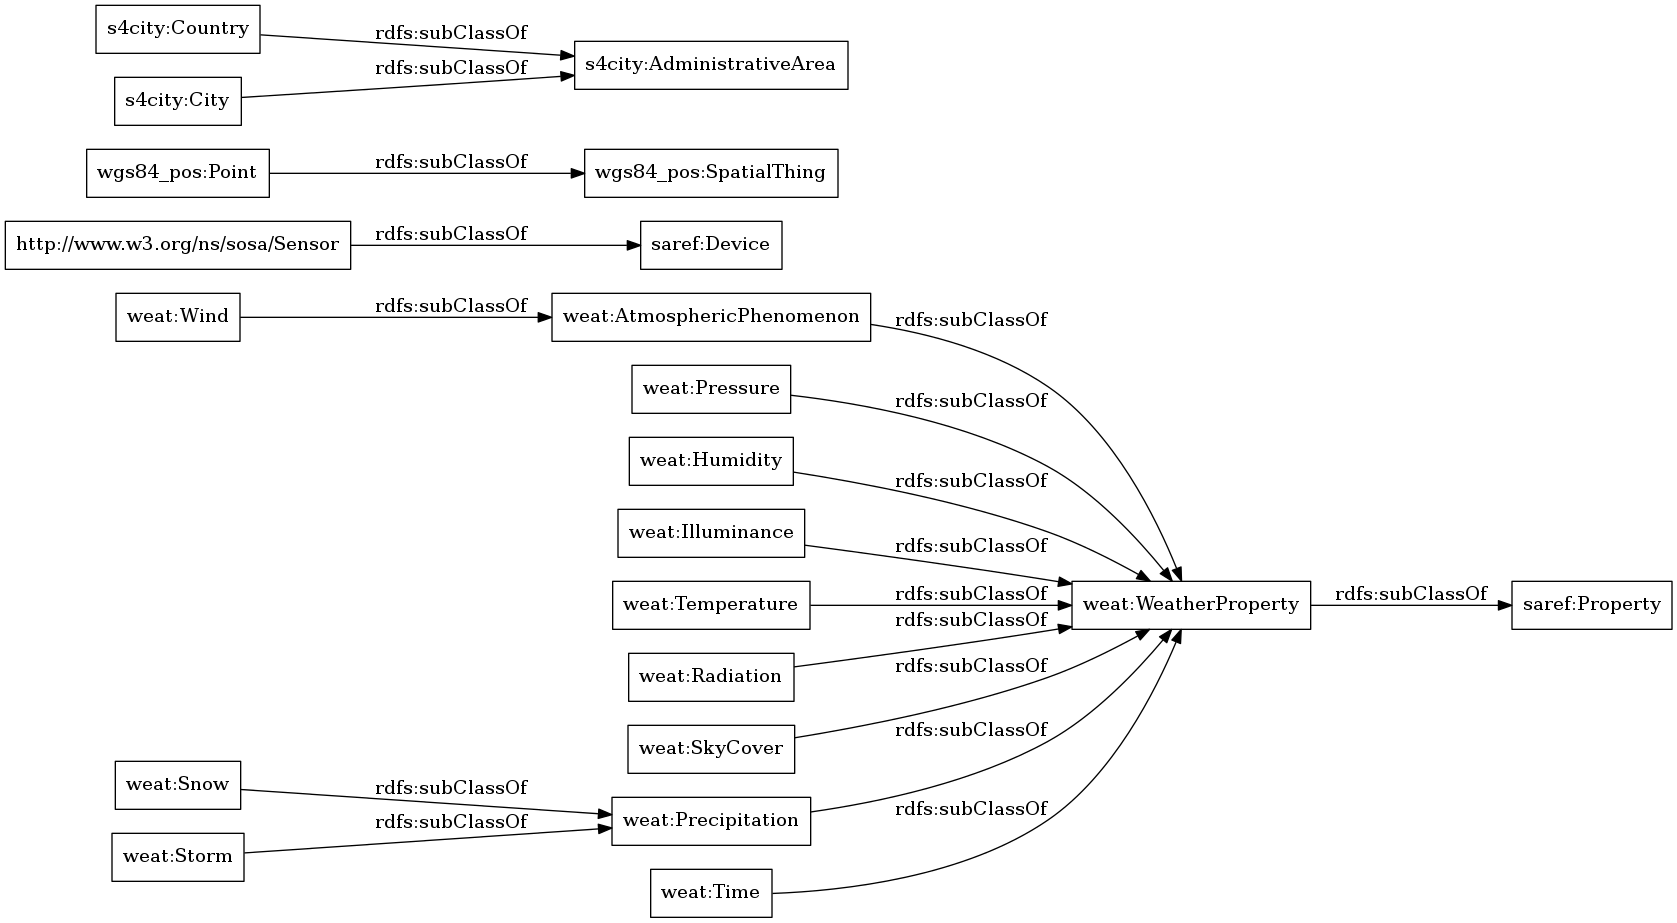 s4city:Country
rdfs:subClassOf
s4city:AdministrativeArea
rdfs:subClassOf
s4city:City
wgs84_pos:Point
rdfs:subClassOf
wgs84_pos:SpatialThing
http://www.w3.org/ns/sosa/Sensor
rdfs:subClassOf
saref:Device
weat:Wind
rdfs:subClassOf
weat:AtmosphericPhenomenon
rdfs:subClassOf
weat:Pressure
rdfs:subClassOf
weat:Humidity
rdfs:subClassOf
weat:Illuminance
rdfs:subClassOf
weat:Temperature
rdfs:subClassOf
weat:WeatherProperty
rdfs:subClassOf
saref:Property
rdfs:subClassOf
weat:Radiation
rdfs:subClassOf
weat:SkyCover
rdfs:subClassOf
weat:Snow
rdfs:subClassOf
weat:Precipitation
rdfs:subClassOf
rdfs:subClassOf
weat:Storm
weat:Time